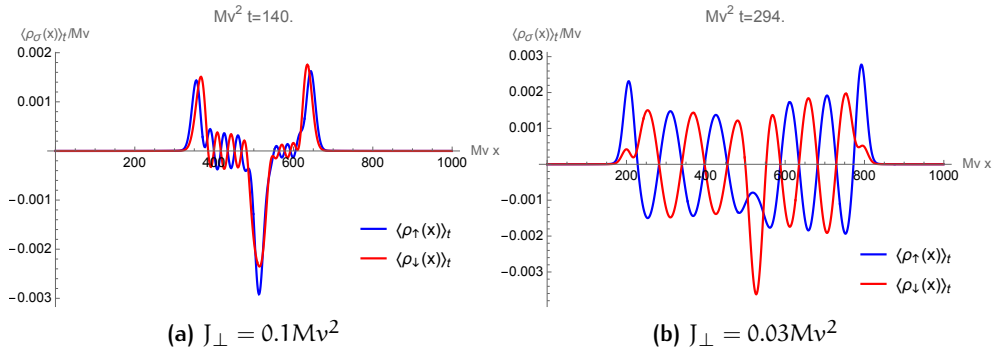 Mv² t=140.
⟨ρσ(x)⟩t/Mv
0.002
0.001
-0.001
-0.002
-0.003
200
400
600
800
1000
Mv x
⟨ρ↑(x)⟩t
⟨ρ↓(x)⟩t
(a) J⊥ = 0.1Mv²
Mv² t=294.
⟨ρσ(x)⟩t/Mv
0.003
0.002
0.001
-0.001
-0.002
-0.003
200
400
600
800
1000
Mv x
⟨ρ↑(x)⟩t
⟨ρ↓(x)⟩t
(b) J⊥ = 0.03Mv²